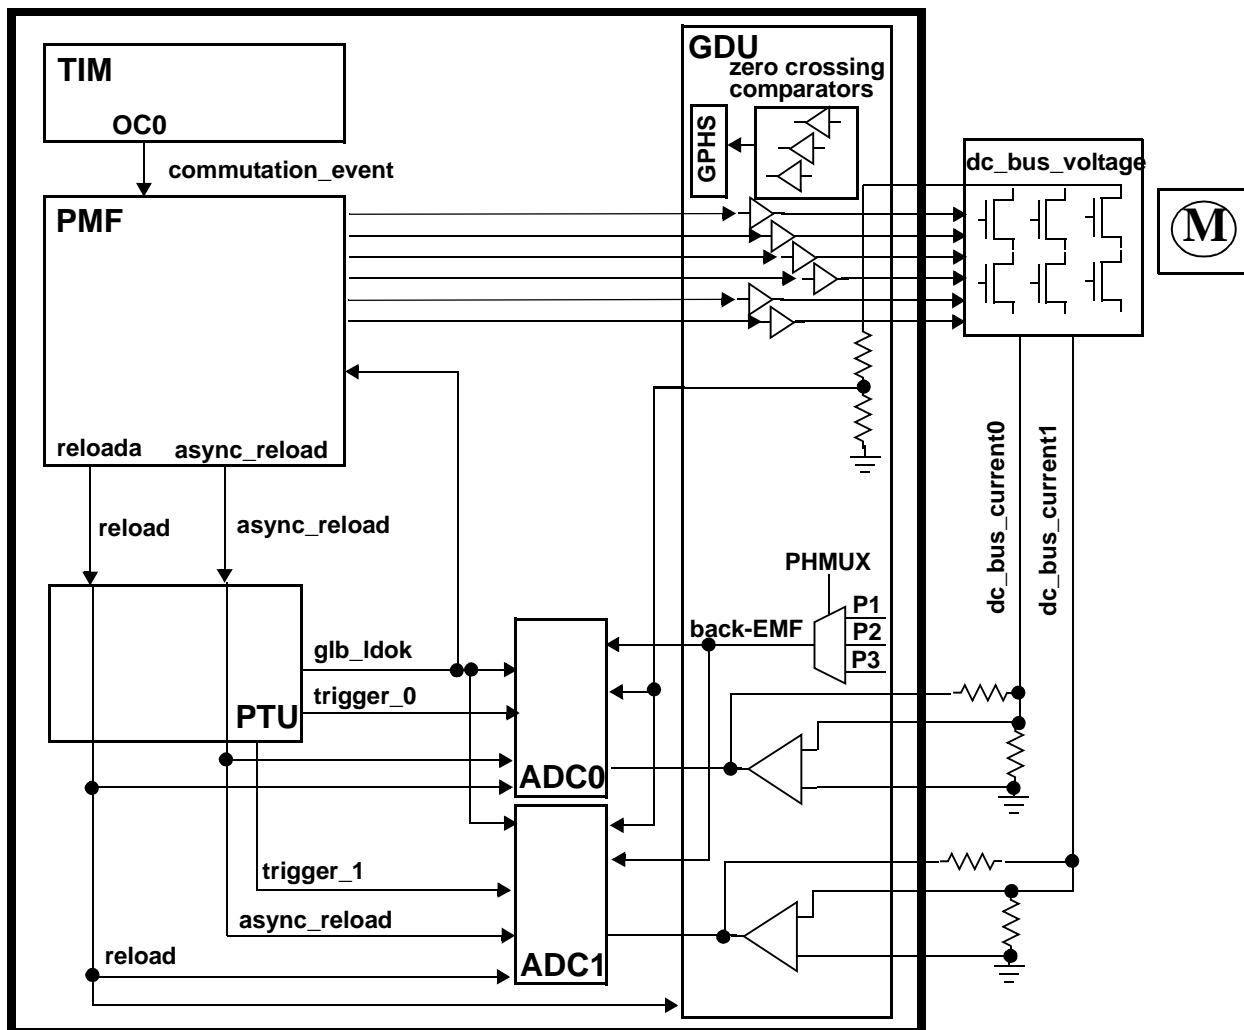 TIM
OC0
commutation_event
PMF
reloada
async_reload
reload
async_reload
glb_ldok
trigger_0
PTU
trigger_1
async_reload
reload
ADC0
ADC1
GDU
zero crossing
comparators
GPHS
PHMUX
P1
P2
P3
back-EMF
dc_bus_voltage
M
dc_bus_current0
dc_bus_current1